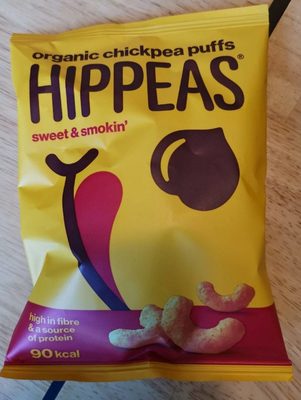 organic chickpea puffs
HIPPEAS®
sweet & smokin'
high in fibre
& a source
of protein
90 kcal